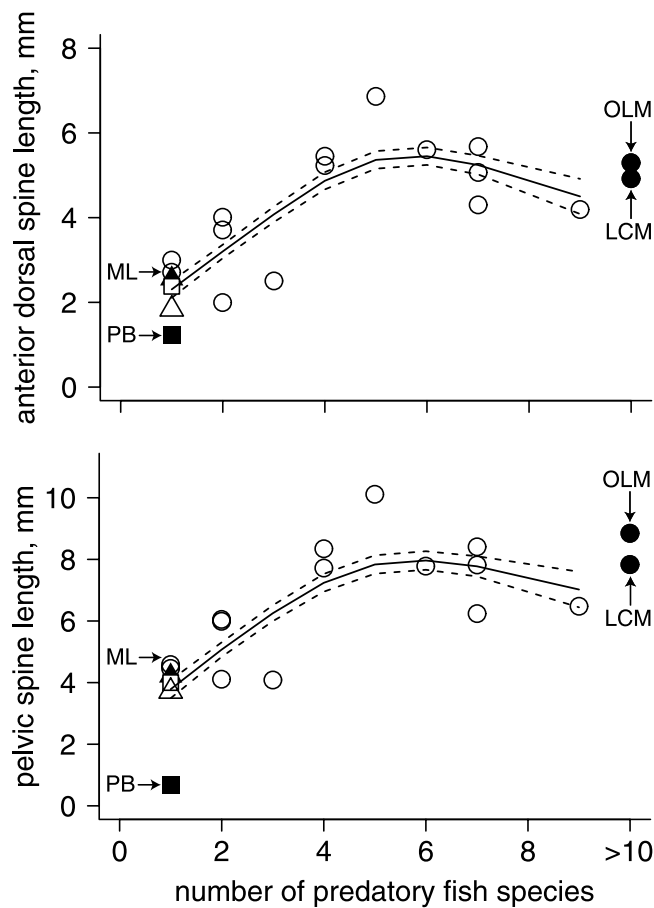 anterior dorsal spine length, mm
8
6
4
2
0
OLM
LCM
ML
PB
pelvic spine length, mm
10
8
6
4
2
0
OLM
LCM
ML
PB
0 2 4 6 8 >10
number of predatory fish species